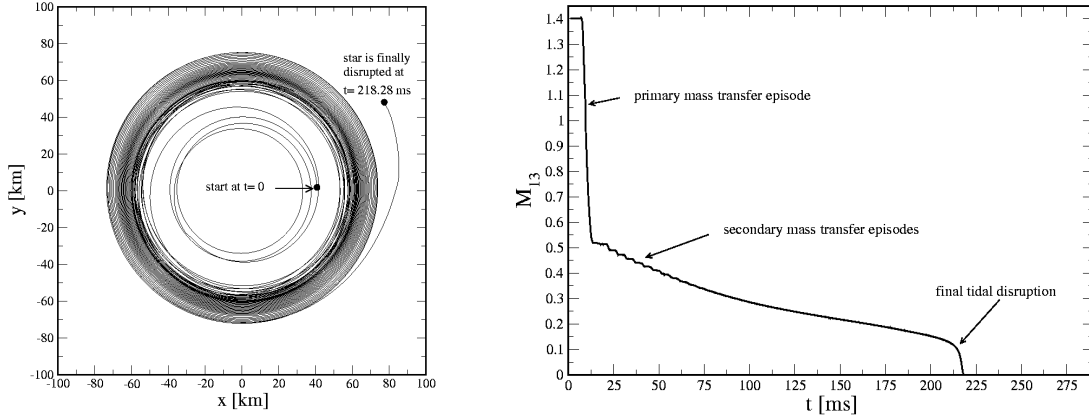 100
80
60
40
20
0
-20
-40
-60
-80
-100
y [km]
-100 -80 -60 -40 -20 0 20 40 60 80 100
x [km]
star is finally
disrupted at
t= 218.28 ms
start at t= 0
1.4
1.3
1.2
1.1
1
0.9
0.8
0.7
0.6
0.5
0.4
0.3
0.2
0.1
0
M13
0 25 50 75 100 125 150 175 200 225 250 275
t [ms]
primary mass transfer episode
secondary mass transfer episodes
final tidal disruption